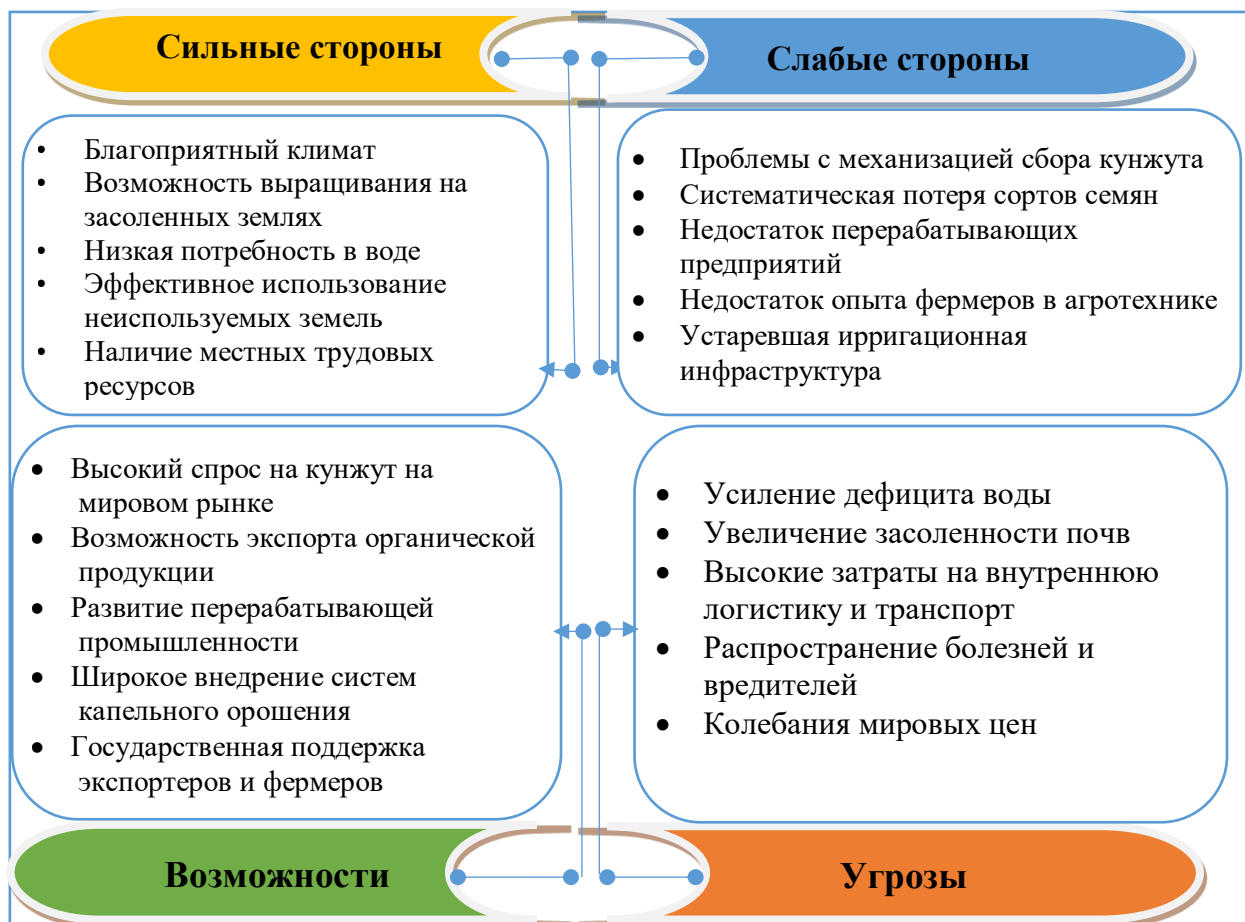 Сильные стороны
Слабые стороны
• Благоприятный климат
• Возможность выращивания на
засоленных землях
• Низкая потребность в воде
• Эффективное использование
неиспользуемых земель
• Наличие местных трудовых
ресурсов
• Проблемы с механизацией сбора кунжута
• Систематическая потеря сортов семян
• Недостаток перерабатывающих
предприятий
• Недостаток опыта фермеров в агротехнике
• Устаревшая ирригационная
инфраструктура
• Высокий спрос на кунжут на
мировом рынке
• Возможность экспорта органической
продукции
• Развитие перерабатывающей
промышленности
• Широкое внедрение систем
капельного орошения
• Государственная поддержка
экспортеров и фермеров
• Усиление дефицита воды
• Увеличение засоленности почв
• Высокие затраты на внутреннюю
логистику и транспорт
• Распространение болезней и
вредителей
• Колебания мировых цен
Возможности
Угрозы